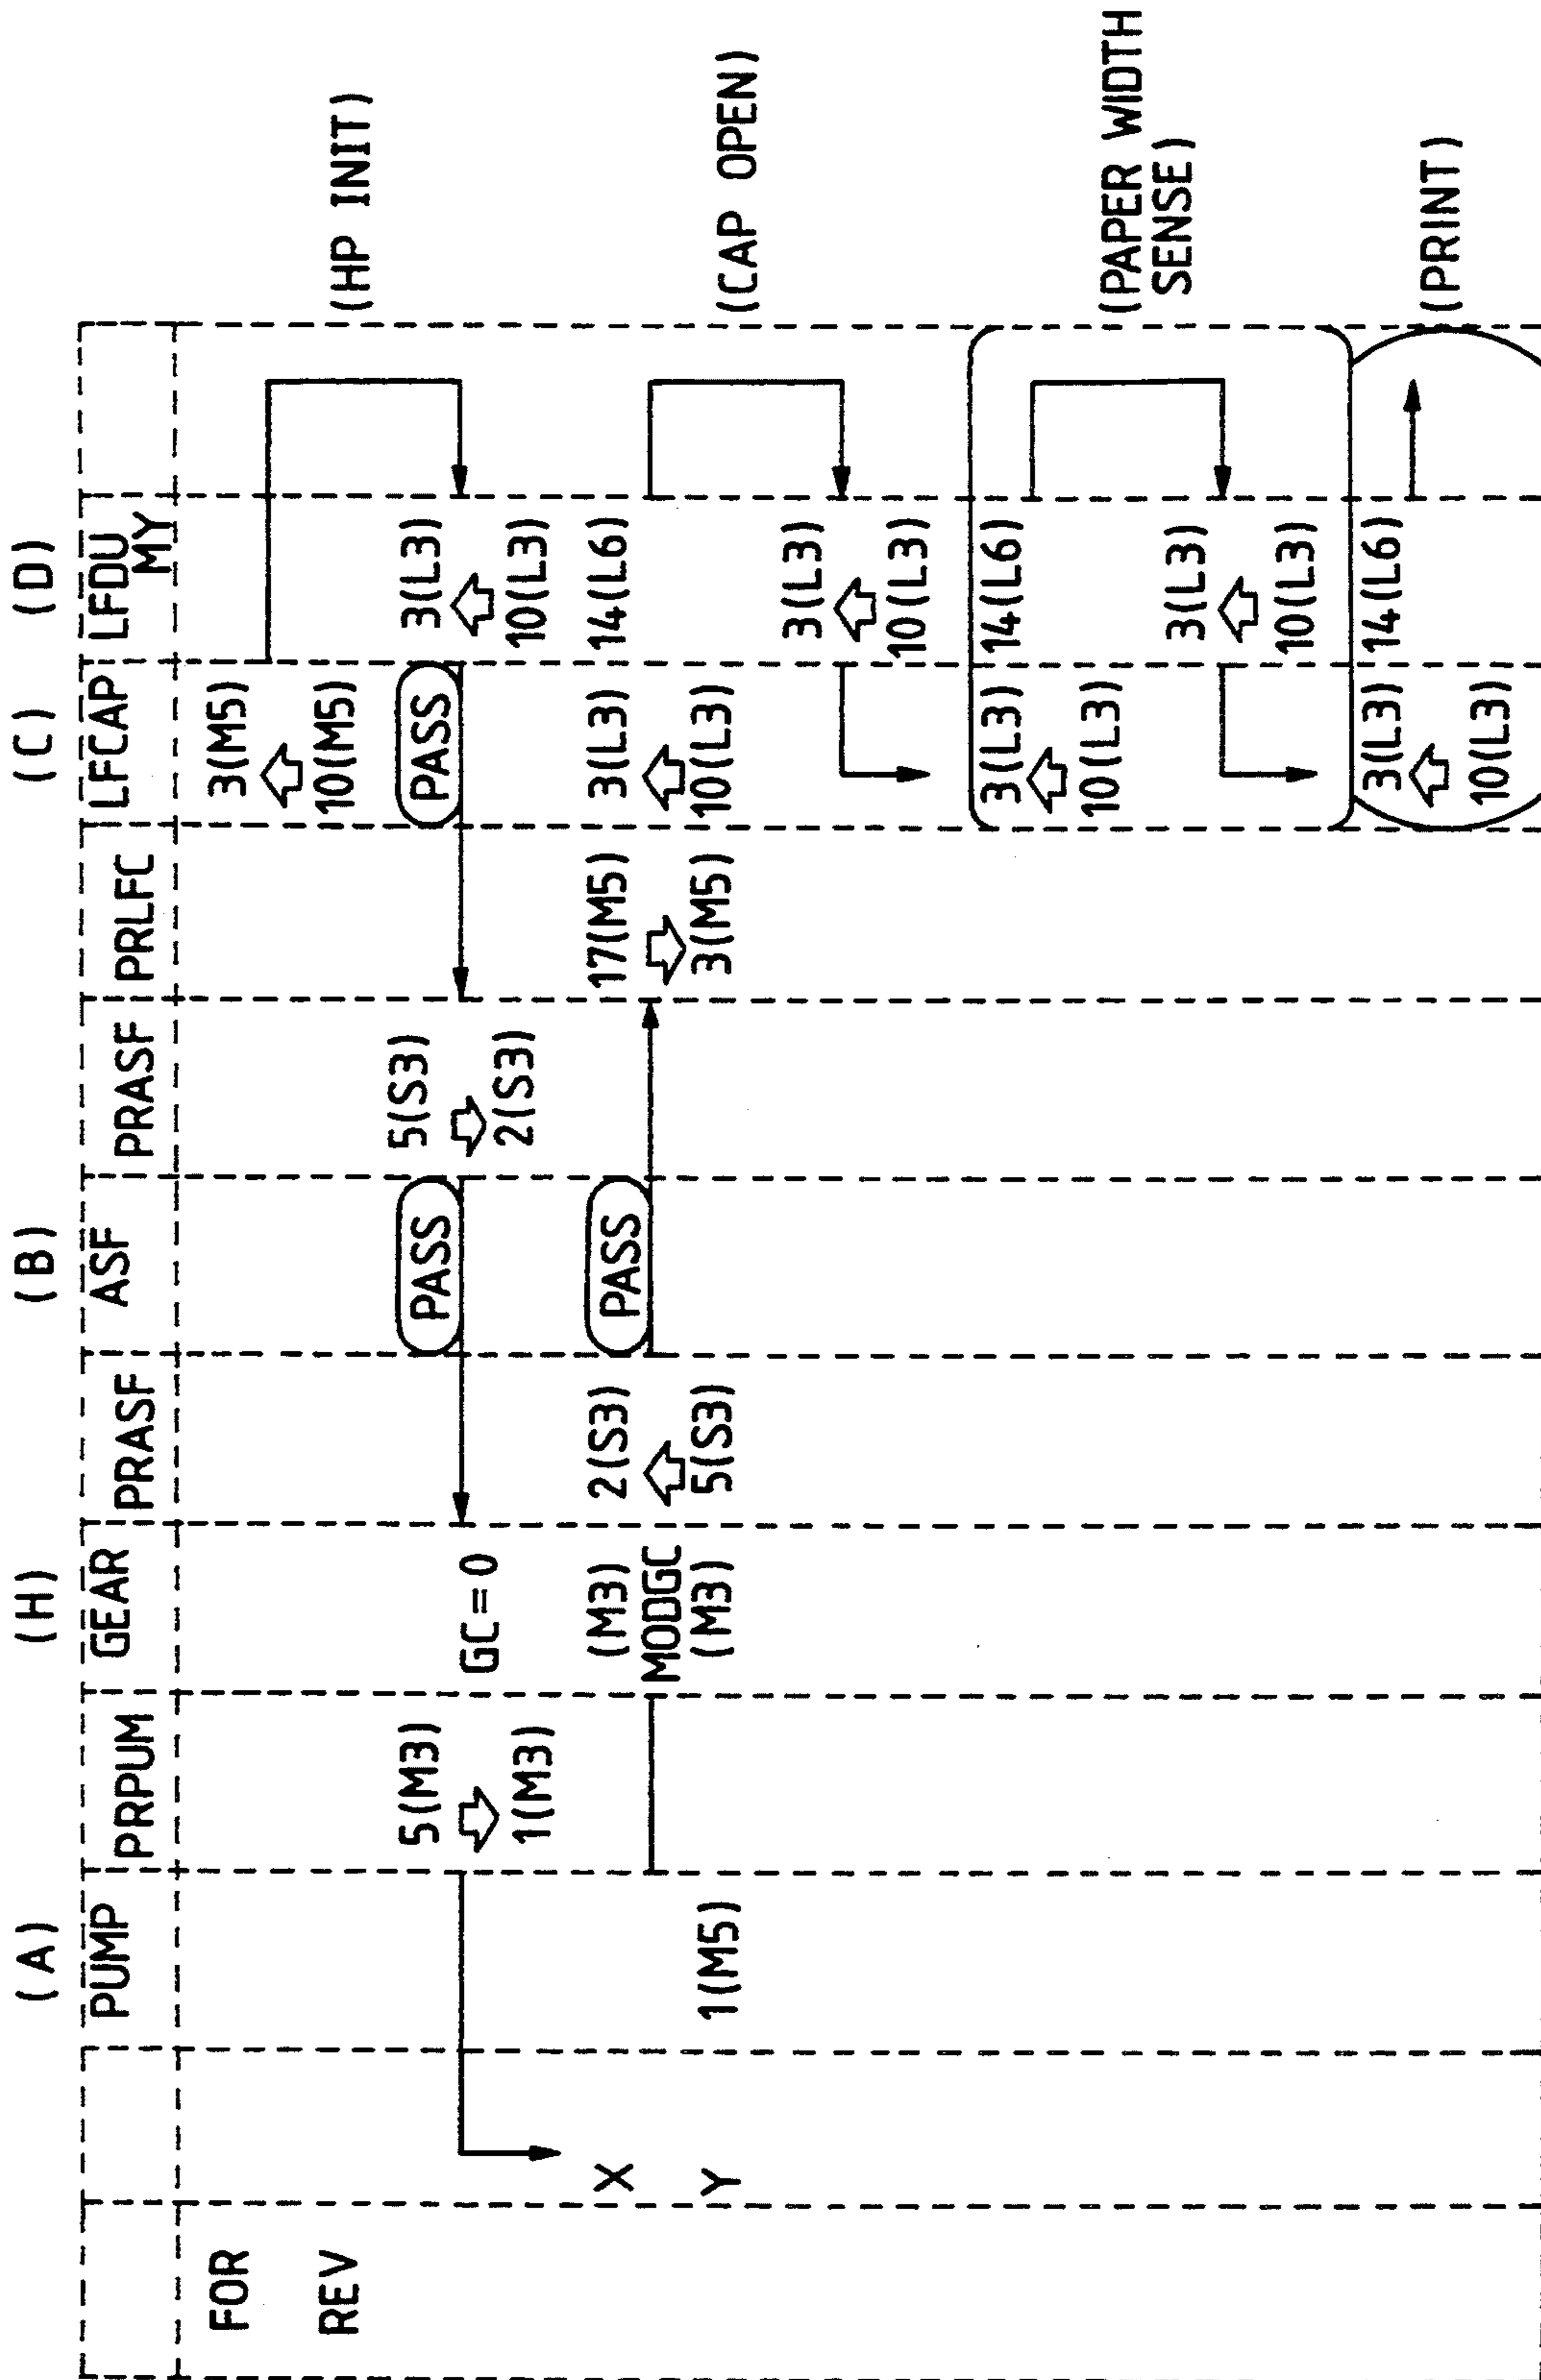 (A) (H) (B) (C) (D)
PUMP PRPUM GEAR PRASF ASF PRASF PRLFC LFCAP LFDU
MY
FOR 3(M5)
REV 10(M5)
(HP INIT)
5(M3) PASS 5(S3) PASS 3(L3)
GC=0
1(M3) 2(S3) 10(L3)
X (M3) 2(S3) PASS 17(M5) 3(L3) 14(L6)
MODGC
Y 1(M5) (M3) 5(S3) 3(M5) 10(L3)
(CAP OPEN)
3(L3)
10(L3)
3(L3) 14(L6)
10(L3)
(PAPER WIDTH
SENSE)
3(L3)
10(L3)
3(L3) 14(L6)
(PRINT)
10(L3)